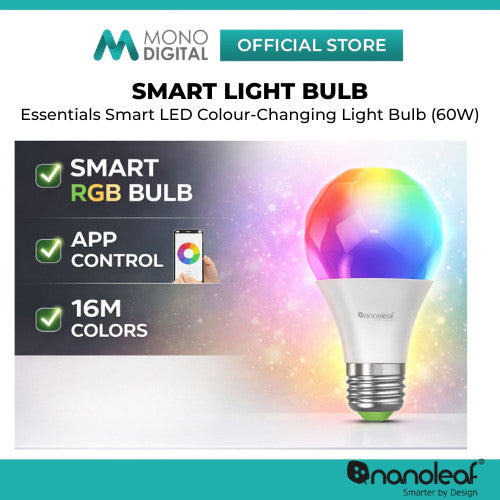 MONO
DIGITAL
OFFICIAL STORE
SMART LIGHT BULB
Essentials Smart LED Colour-Changing Light Bulb (60W)
SMART
RGB BULB
APP
CONTROL
16M
COLORS
nanoleaf
nanoleaf®
Smarter by Design